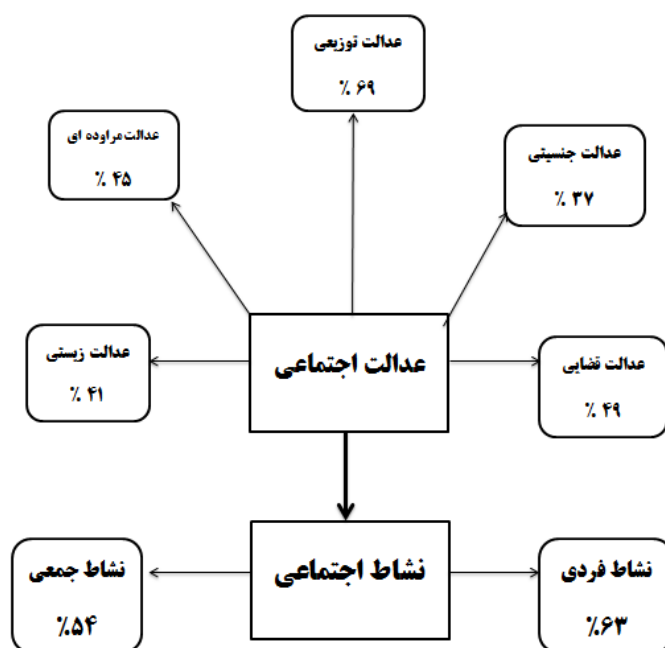 عدالت توزیعی
٪ ۶۹
عدالت جنسیتی
٪ ۳۷
عدالت مراوده ای
٪ ۴۵
عدالت اجتماعی
عدالت قضایی
٪ ۴۹
عدالت زیستی
٪ ۴۱
نشاط اجتماعی
نشاط فردی
٪۶۳
نشاط جمعی
٪۵۴